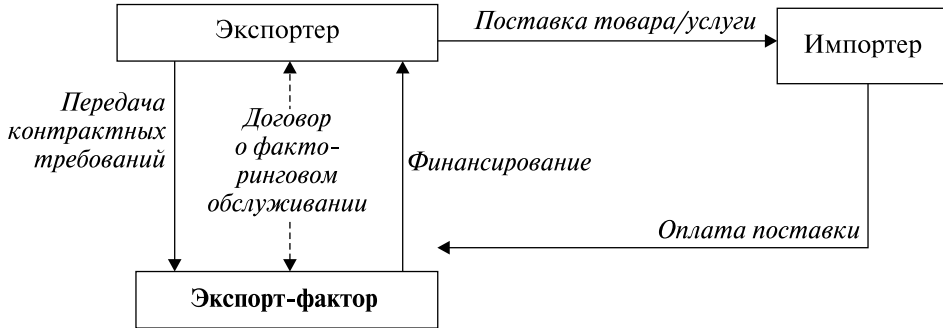 Экспортер
Поставка товара/услуги
Импортер
Передача
контрактных
требований
Договор
о факто-
ринговом
обслуживании
Финансирование
Оплата поставки
Экспорт-фактор